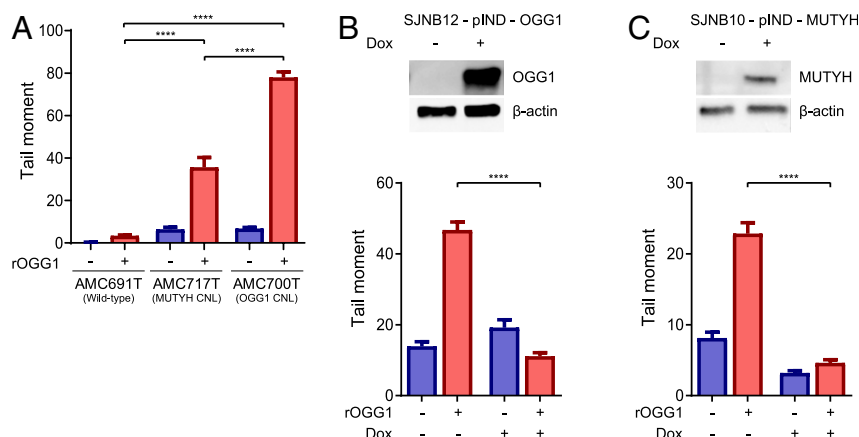 A
Tail moment
100
80
60
40
20
0
****
****
****
rOGG1 - + - + - +
AMC691T AMC717T AMC700T
(Wild-type) (MUTYH CNL) (OGG1 CNL)
B
SJNB12 - pIND - OGG1
Dox - +
OGG1
β-actin
Tail moment
60
40
20
0
****
rOGG1 - + - +
Dox - - + +
C
SJNB10 - pIND - MUTYH
Dox - +
MUTYH
β-actin
Tail moment
30
20
10
0
****
rOGG1 - + - +
Dox - - + +